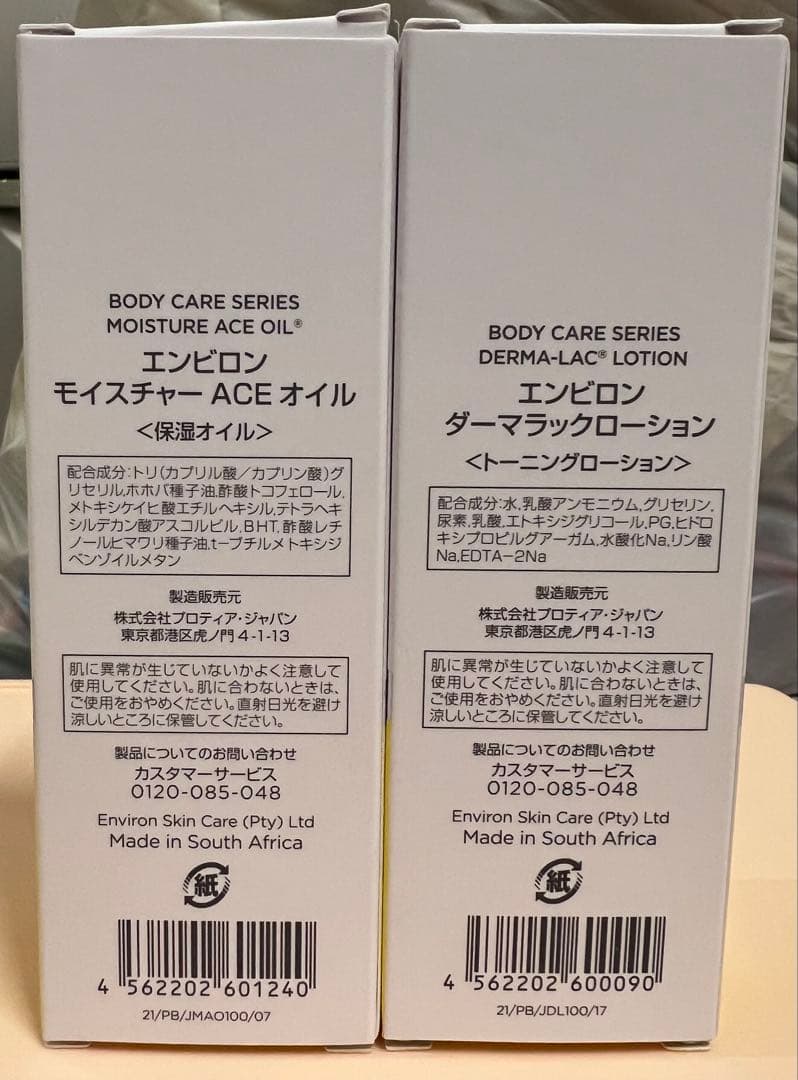 BODY CARE SERIES
MOISTURE ACE OIL®
エンビロン
モイスチャー ACE オイル
＜保湿オイル＞
配合成分:トリ(カプリル酸／カプリン酸)グ
リセリル,ホホバ種子油,酢酸トコフェロール,
メトキシケイヒ酸エチルヘキシル,テトラヘキ
シルデカン酸アスコルビル,BHT,酢酸レチ
ノールヒマワリ種子油,t－ブチルメトキシジ
ベンゾイルメタン
製造販売元
株式会社プロティア・ジャパン
東京都港区虎ノ門 4-1-13
肌に異常が生じていないかよく注意して
使用してください。肌に合わないときは、
ご使用をおやめください。直射日光を避け
涼しいところに保管してください。
製品についてのお問い合わせ
カスタマーサービス
0120-085-048
Environ Skin Care (Pty) Ltd
Made in South Africa
紙
4 562202 601240
21/PB/JMAO100/07
BODY CARE SERIES
DERMA-LAC® LOTION
エンビロン
ダーマラックローション
＜トーニングローション＞
配合成分:水,乳酸アンモニウム,グリセリン,
尿素,乳酸,エトキシジグリコール,PG,ヒドロ
キシプロピルグアーガム,水酸化Na,リン酸
Na,EDTA－2Na
製造販売元
株式会社プロティア・ジャパン
東京都港区虎ノ門 4-1-13
肌に異常が生じていないかよく注意して
使用してください。肌に合わないときは、
ご使用をおやめください。直射日光を避け
涼しいところに保管してください。
製品についてのお問い合わせ
カスタマーサービス
0120-085-048
Environ Skin Care (Pty) Ltd
Made in South Africa
紙
4 562202 600090
21/PB/JDL100/17